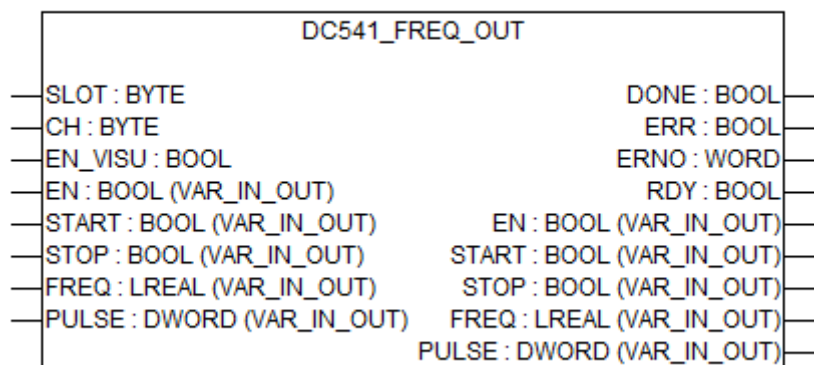 DC541_FREQ_OUT
SLOT : BYTE DONE : BOOL
CH : BYTE ERR : BOOL
EN_VISU : BOOL ERNO : WORD
EN : BOOL (VAR_IN_OUT) RDY : BOOL
START : BOOL (VAR_IN_OUT) EN : BOOL (VAR_IN_OUT)
STOP : BOOL (VAR_IN_OUT) START : BOOL (VAR_IN_OUT)
FREQ : LREAL (VAR_IN_OUT) STOP : BOOL (VAR_IN_OUT)
PULSE : DWORD (VAR_IN_OUT) FREQ : LREAL (VAR_IN_OUT)
PULSE : DWORD (VAR_IN_OUT)